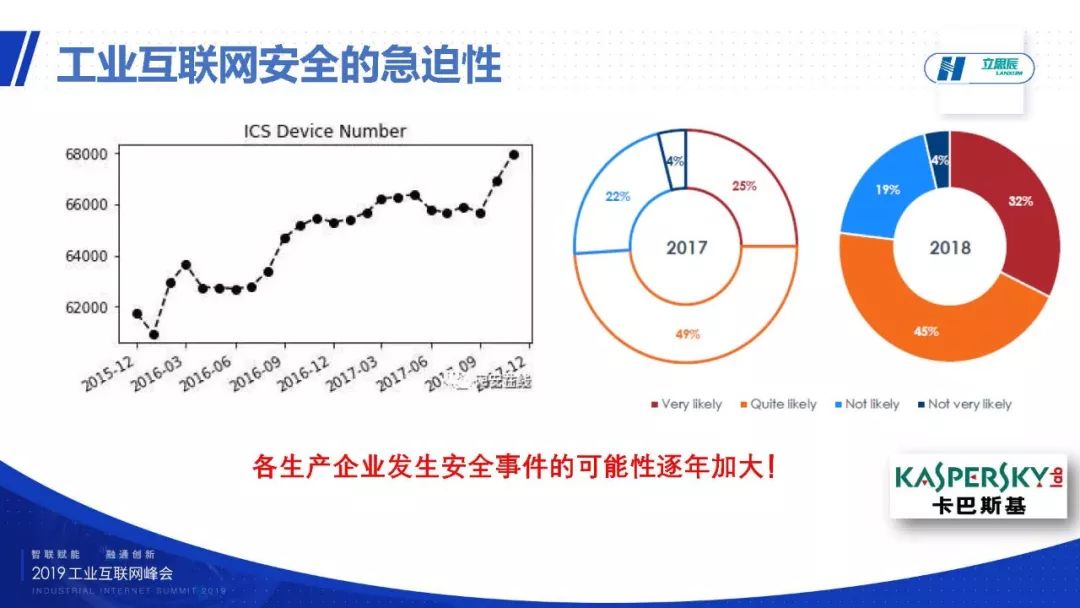 工业互联网安全的急迫性
立思辰
LANXUM
ICS Device Number
68000
66000
64000
62000
2015-12
2016-03
2016-06
2016-09
2016-12
2017-03
2017-06
2017-09
2017-12
网安在线
4%
25%
22%
2017
49%
4%
32%
19%
2018
45%
Very likely
Quite likely
Not likely
Not very likely
各生产企业发生安全事件的可能性逐年加大！
KASPERSKY lab
卡巴斯基
智联赋能 融通创新
2019 工业互联网峰会
INDUSTRIAL INTERNET SUMMIT 2019